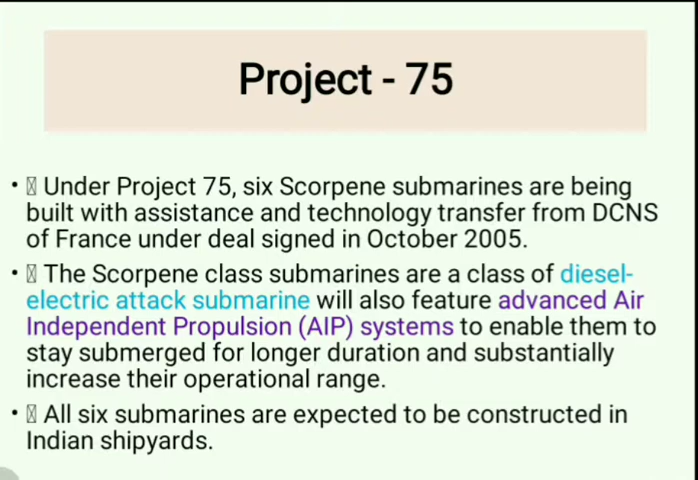 Project - 75
• Under Project 75, six Scorpene submarines are being
built with assistance and technology transfer from DCNS
of France under deal signed in October 2005.
• The Scorpene class submarines are a class of diesel-
electric attack submarine will also feature advanced Air
Independent Propulsion (AIP) systems to enable them to
stay submerged for longer duration and substantially
increase their operational range.
• All six submarines are expected to be constructed in
Indian shipyards.